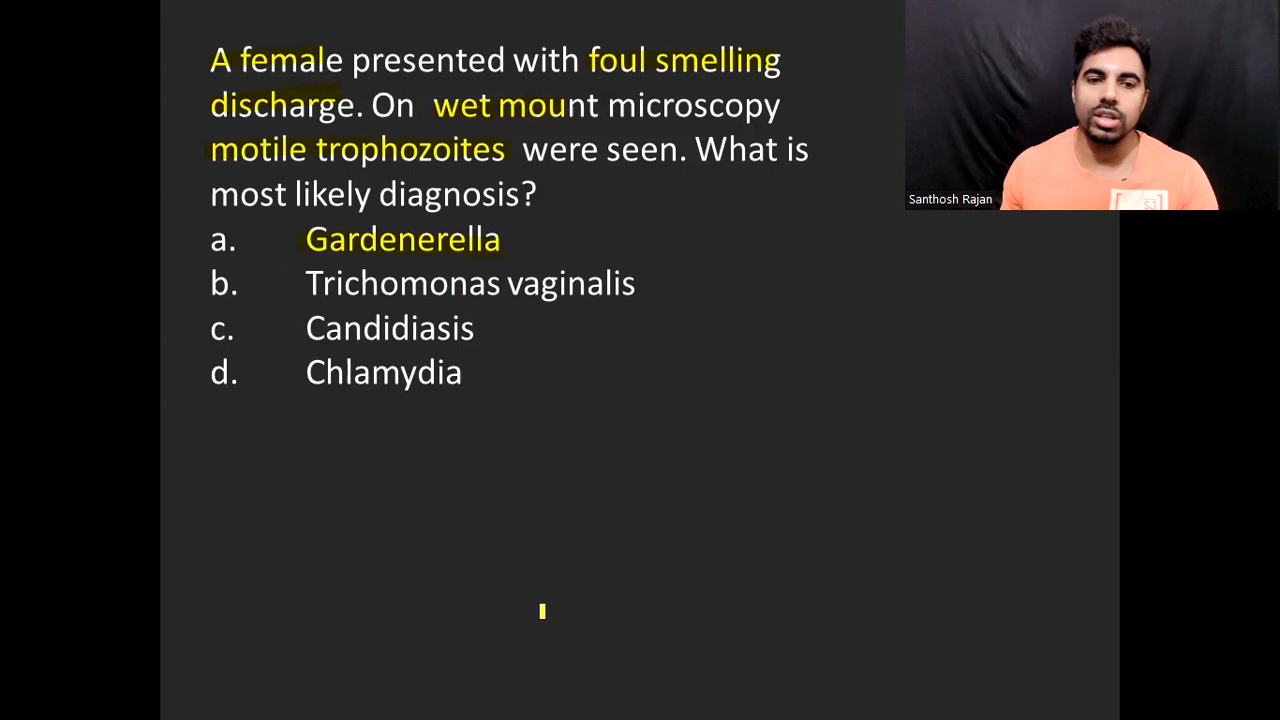 A female presented with foul smelling
discharge. On wet mount microscopy
motile trophozoites were seen. What is
most likely diagnosis?
a. Gardenerella
b. Trichomonas vaginalis
c. Candidiasis
d. Chlamydia
Santhosh Rajan
SJ